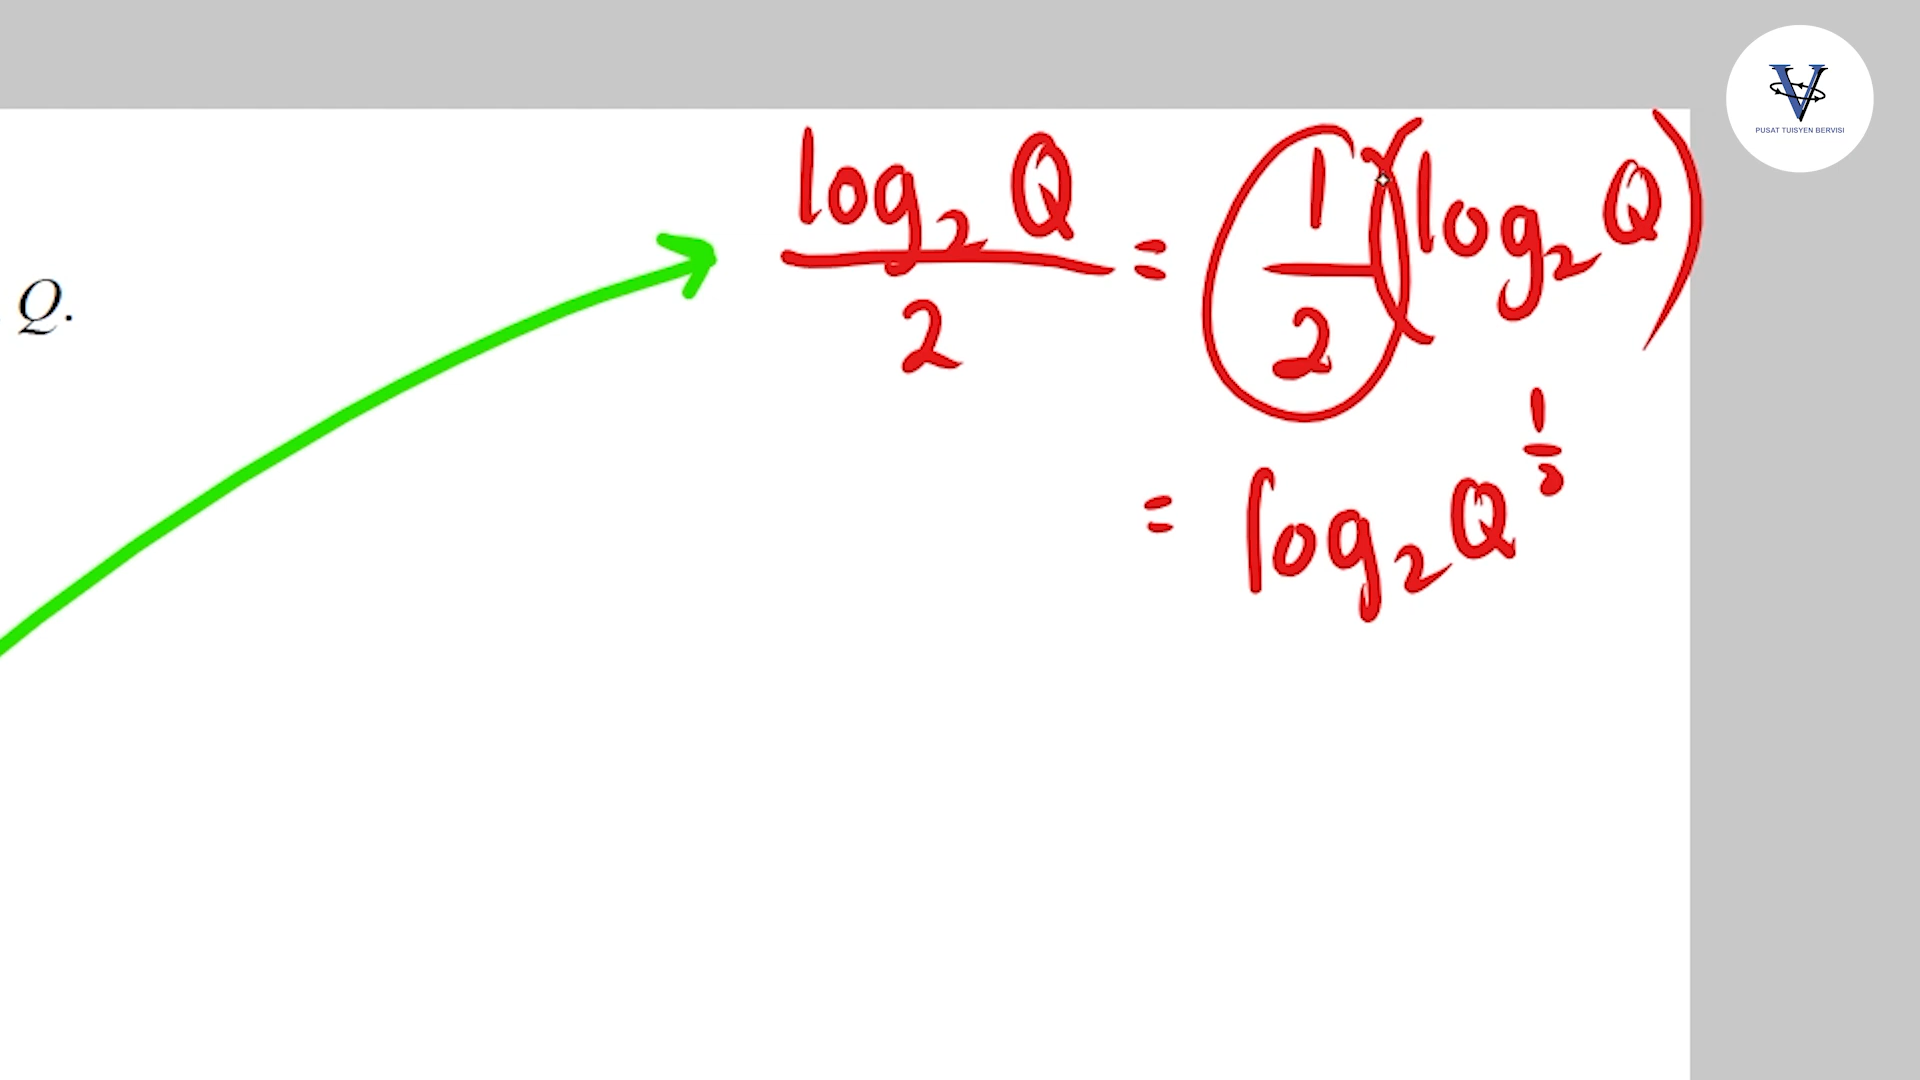 PUSAT TUISYEN BERVISI
Q.
log₂ Q / 2 = 1/2 (log₂ Q)
= log₂ Q^(1/2)